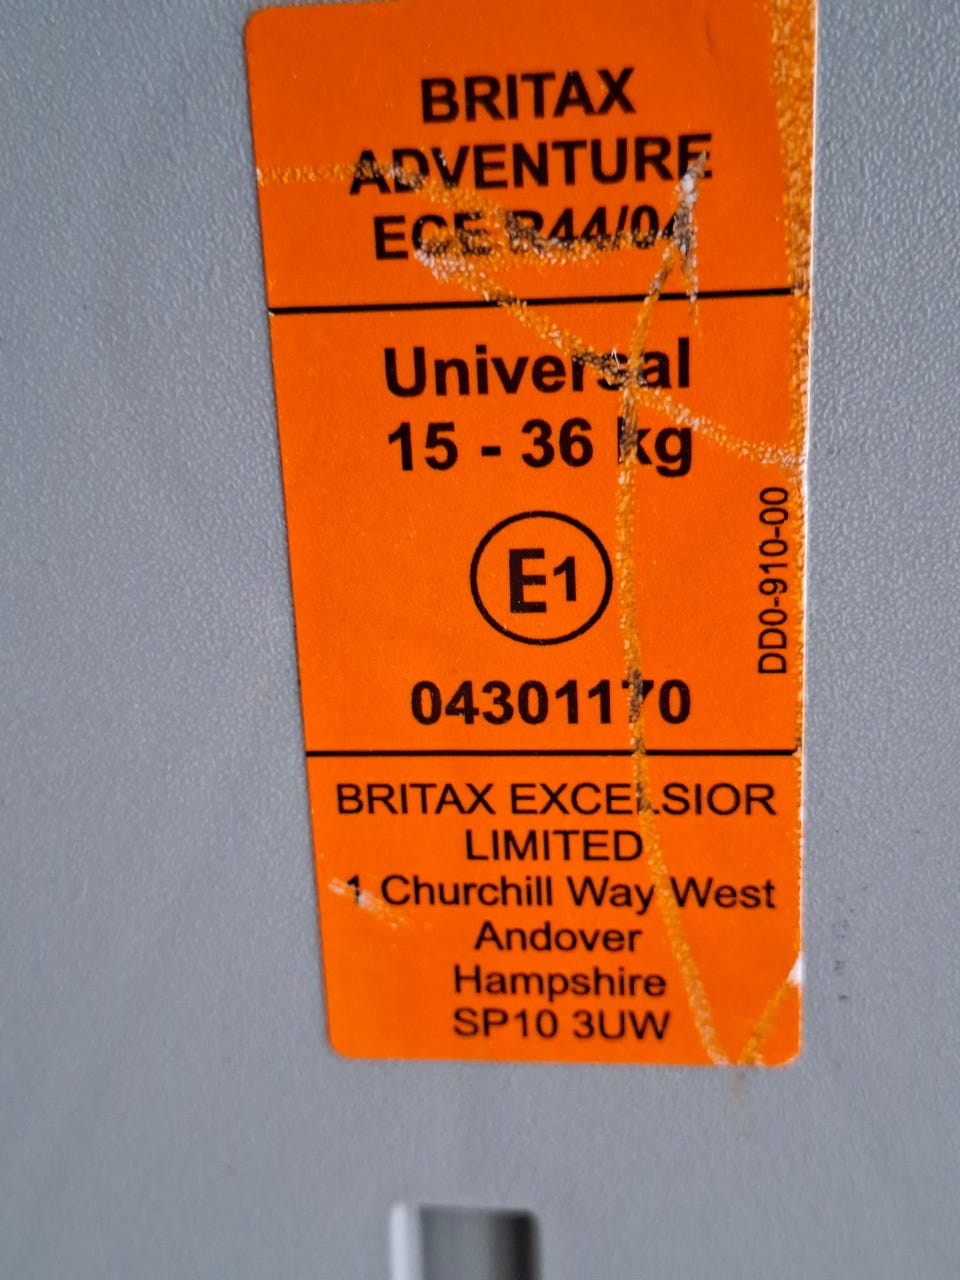 BRITAX
ADVENTURE
ECE R44/04
Universal
15 - 36 kg
E1
DD0-910-00
04301170
BRITAX EXCELSIOR
LIMITED
1 Churchill Way West
Andover
Hampshire
SP10 3UW